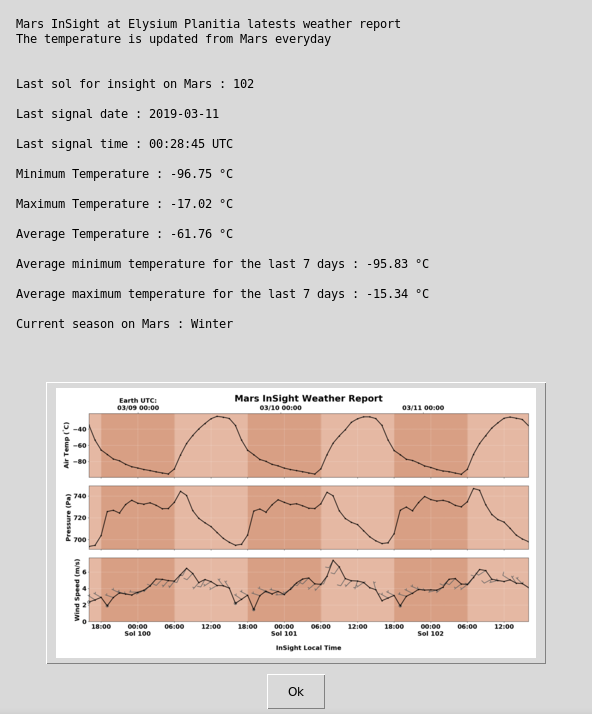 Mars InSight at Elysium Planitia latests weather report
The temperature is updated from Mars everyday
Last sol for insight on Mars : 102
Last signal date : 2019-03-11
Last signal time : 00:28:45 UTC
Minimum Temperature : -96.75 °C
Maximum Temperature : -17.02 °C
Average Temperature : -61.76 °C
Average minimum temperature for the last 7 days : -95.83 °C
Average maximum temperature for the last 7 days : -15.34 °C
Current season on Mars : Winter
Mars InSight Weather Report
Earth UTC:
03/09 00:00 03/10 00:00 03/11 00:00
Air Temp (°C)
−40
−60
−80
Pressure (Pa)
740
720
700
Wind Speed (m/s)
6
4
2
0
18:00 00:00 06:00 12:00 18:00 00:00 06:00 12:00 18:00 00:00 06:00 12:00
Sol 100 Sol 101 Sol 102
InSight Local Time
Ok